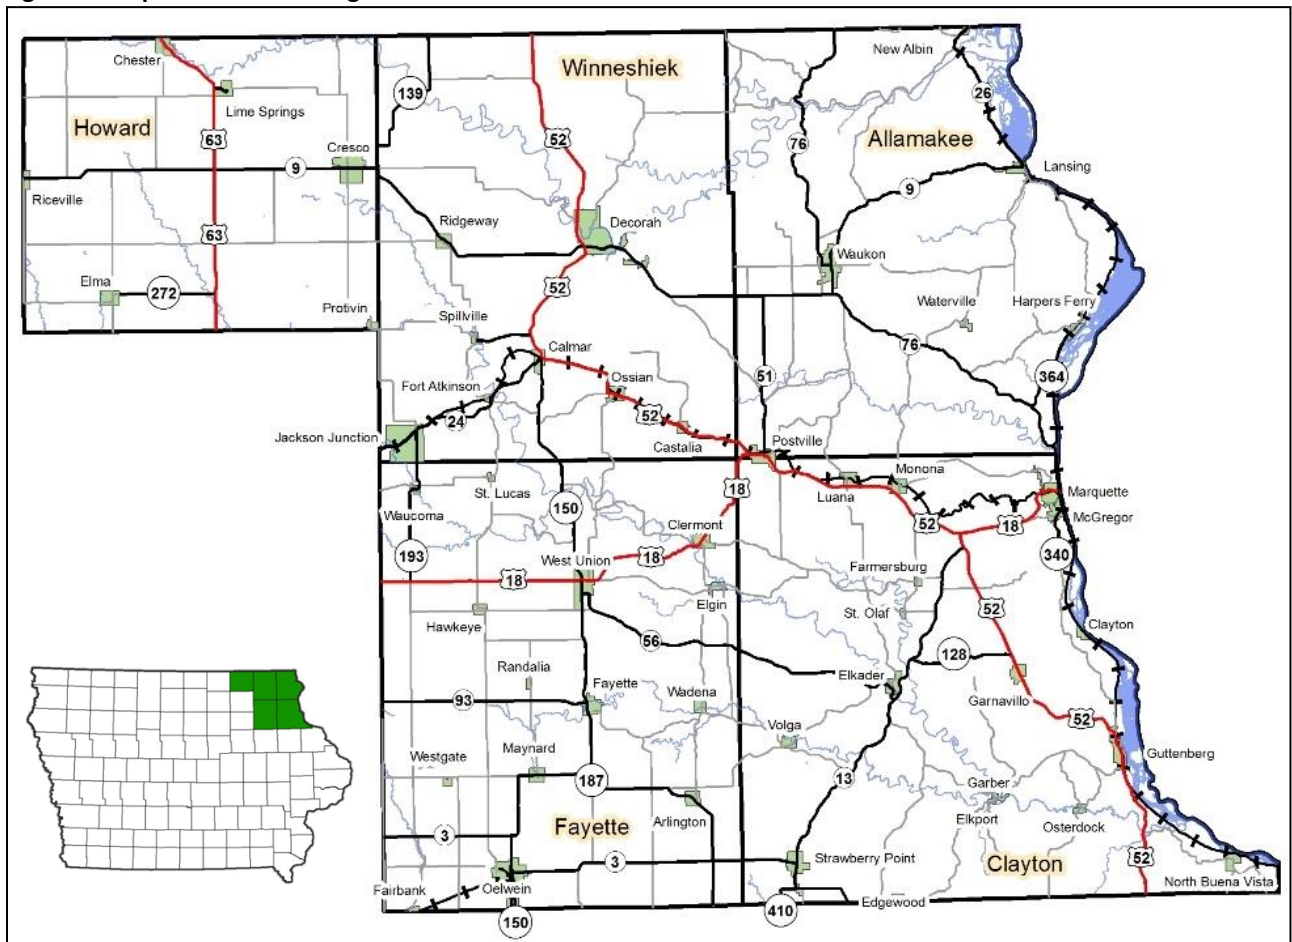 New Albin
Chester
Winneshiek
139
26
Lime Springs
63
Howard
52
76
Allamakee
Cresco
9
Lansing
9
Riceville
Ridgeway
Decorah
63
Waukon
Elma
272
52
Protivin
Spillville
Waterville
Harpers Ferry
76
Calmar
Fort Atkinson
Ossian
51
364
24
52
Jackson Junction
Castalia
Postville
Monona
St. Lucas
18
Luana
Marquette
Waucoma
150
McGregor
Clermont
52
18
193
West Union
18
340
18
Farmersburg
Elgin
St. Olaf
52
Hawkeye
Clayton
56
128
Randalia
Elkader
Fayette
Wadena
93
Garnavillo
52
Volga
Westgate
Maynard
Guttenberg
187
13
Garber
Arlington
Elkport
Osterdock
3
Fayette
3
Strawberry Point
Clayton
52
Fairbank
Oelwein
North Buena Vista
150
410
Edgewood